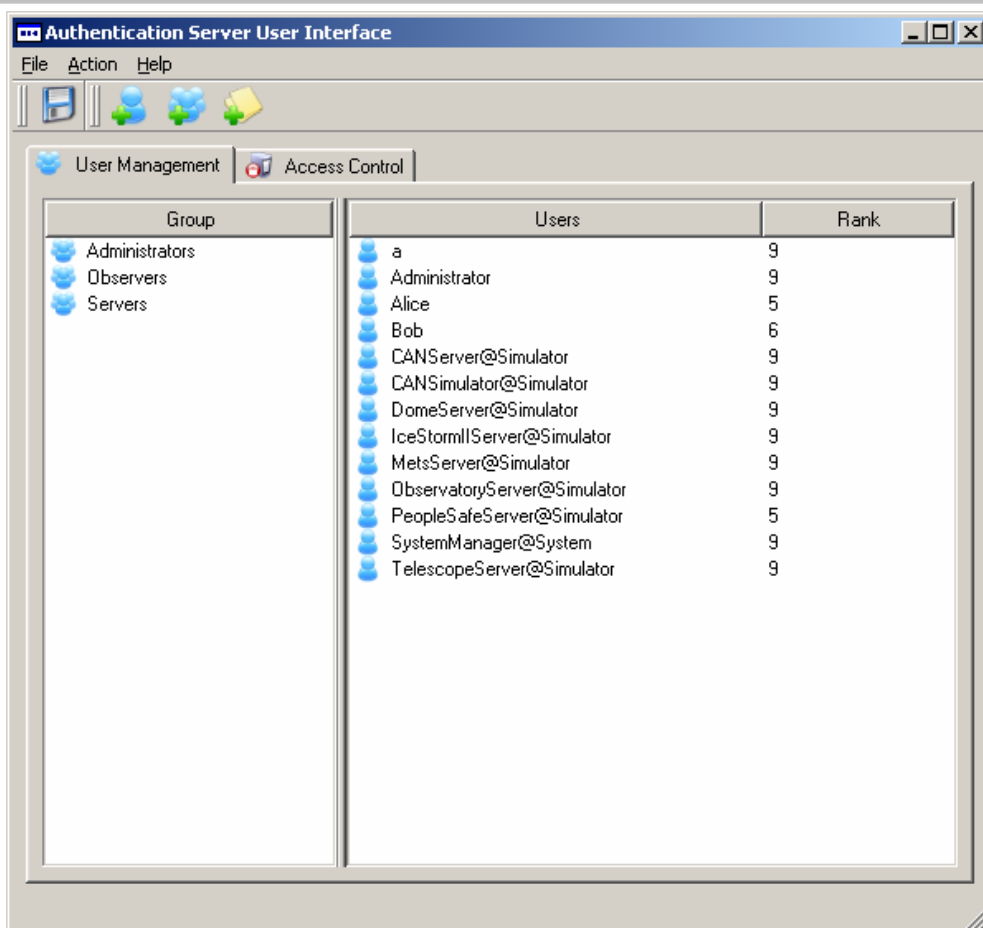 Authentication Server User Interface
File Action Help
User Management Access Control
Group Users Rank
Administrators a 9
Observers Administrator 9
Servers Alice 5
Bob 6
CANServer@Simulator 9
CANSimulator@Simulator 9
DomeServer@Simulator 9
IceStormIIServer@Simulator 9
MetsServer@Simulator 9
ObservatoryServer@Simulator 9
PeopleSafeServer@Simulator 5
SystemManager@System 9
TelescopeServer@Simulator 9